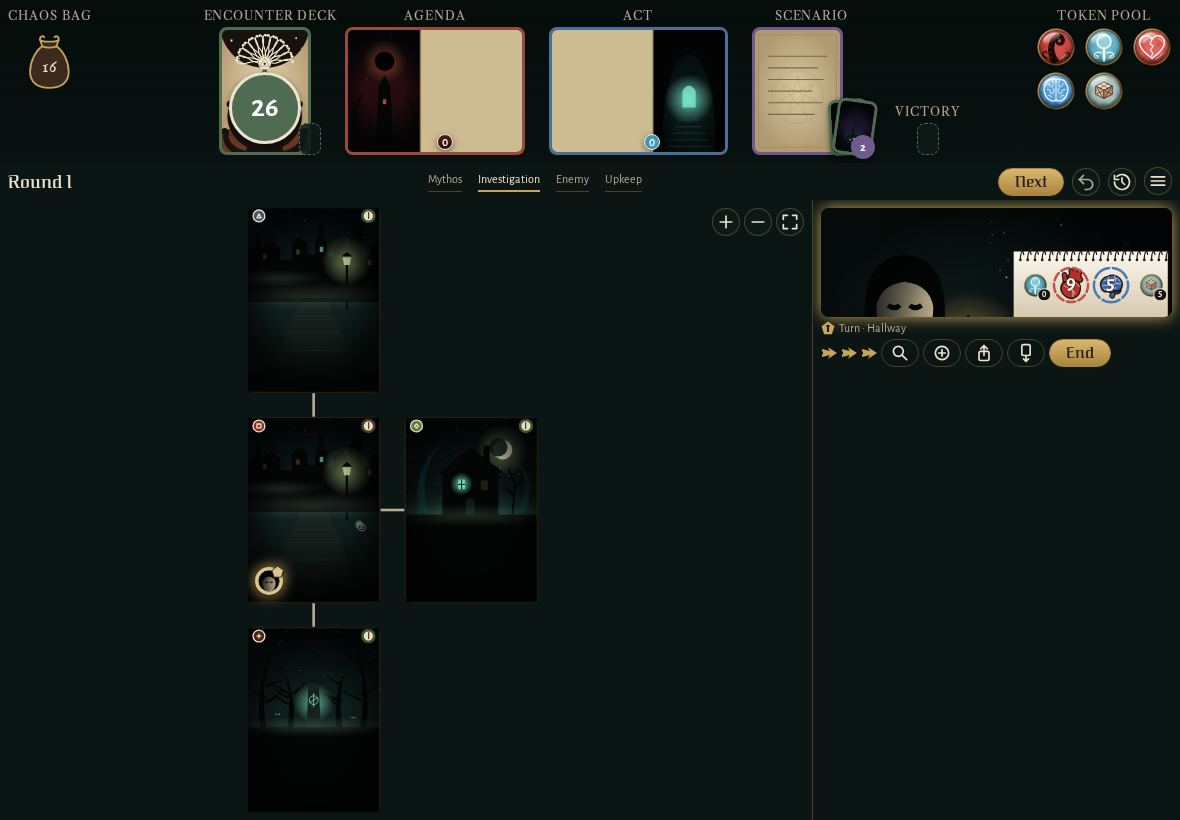 CHAOS BAG
ENCOUNTER DECK
AGENDA
ACT
SCENARIO
TOKEN POOL
16
26
0
0
2
VICTORY
Round 1
Mythos
Investigation
Enemy
Upkeep
Next
0
9
5
5
Turn · Hallway
End